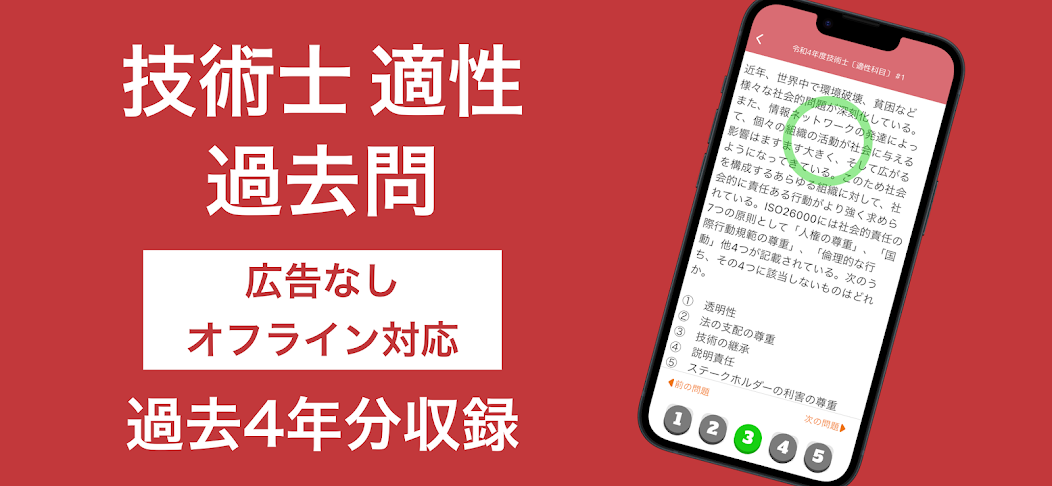 技術士 適性
過去問
広告なし
オフライン対応
過去4年分収録
令和4年度技術士〔適性科目〕 #1
近年、世界中で環境破壊、貧困など
様々な社会的問題が深刻化している。
また、情報ネットワークの発達によっ
て、個々の組織の活動が社会に与える
影響はますます大きく、そして広がる
ようになってきている。このため社会
を構成するあらゆる組織に対して、社
会的に責任ある行動がより強く求めら
れている。ISO26000には社会的責任の
7つの原則として「人権の尊重」、「国
際行動規範の尊重」、「倫理的な行
動」他4つが記載されている。次のう
ち、その4つに該当しないものはどれ
か。
① 透明性
② 法の支配の尊重
③ 技術の継承
④ 説明責任
⑤ ステークホルダーの利害の尊重
前の問題
次の問題
1 2 3 4 5